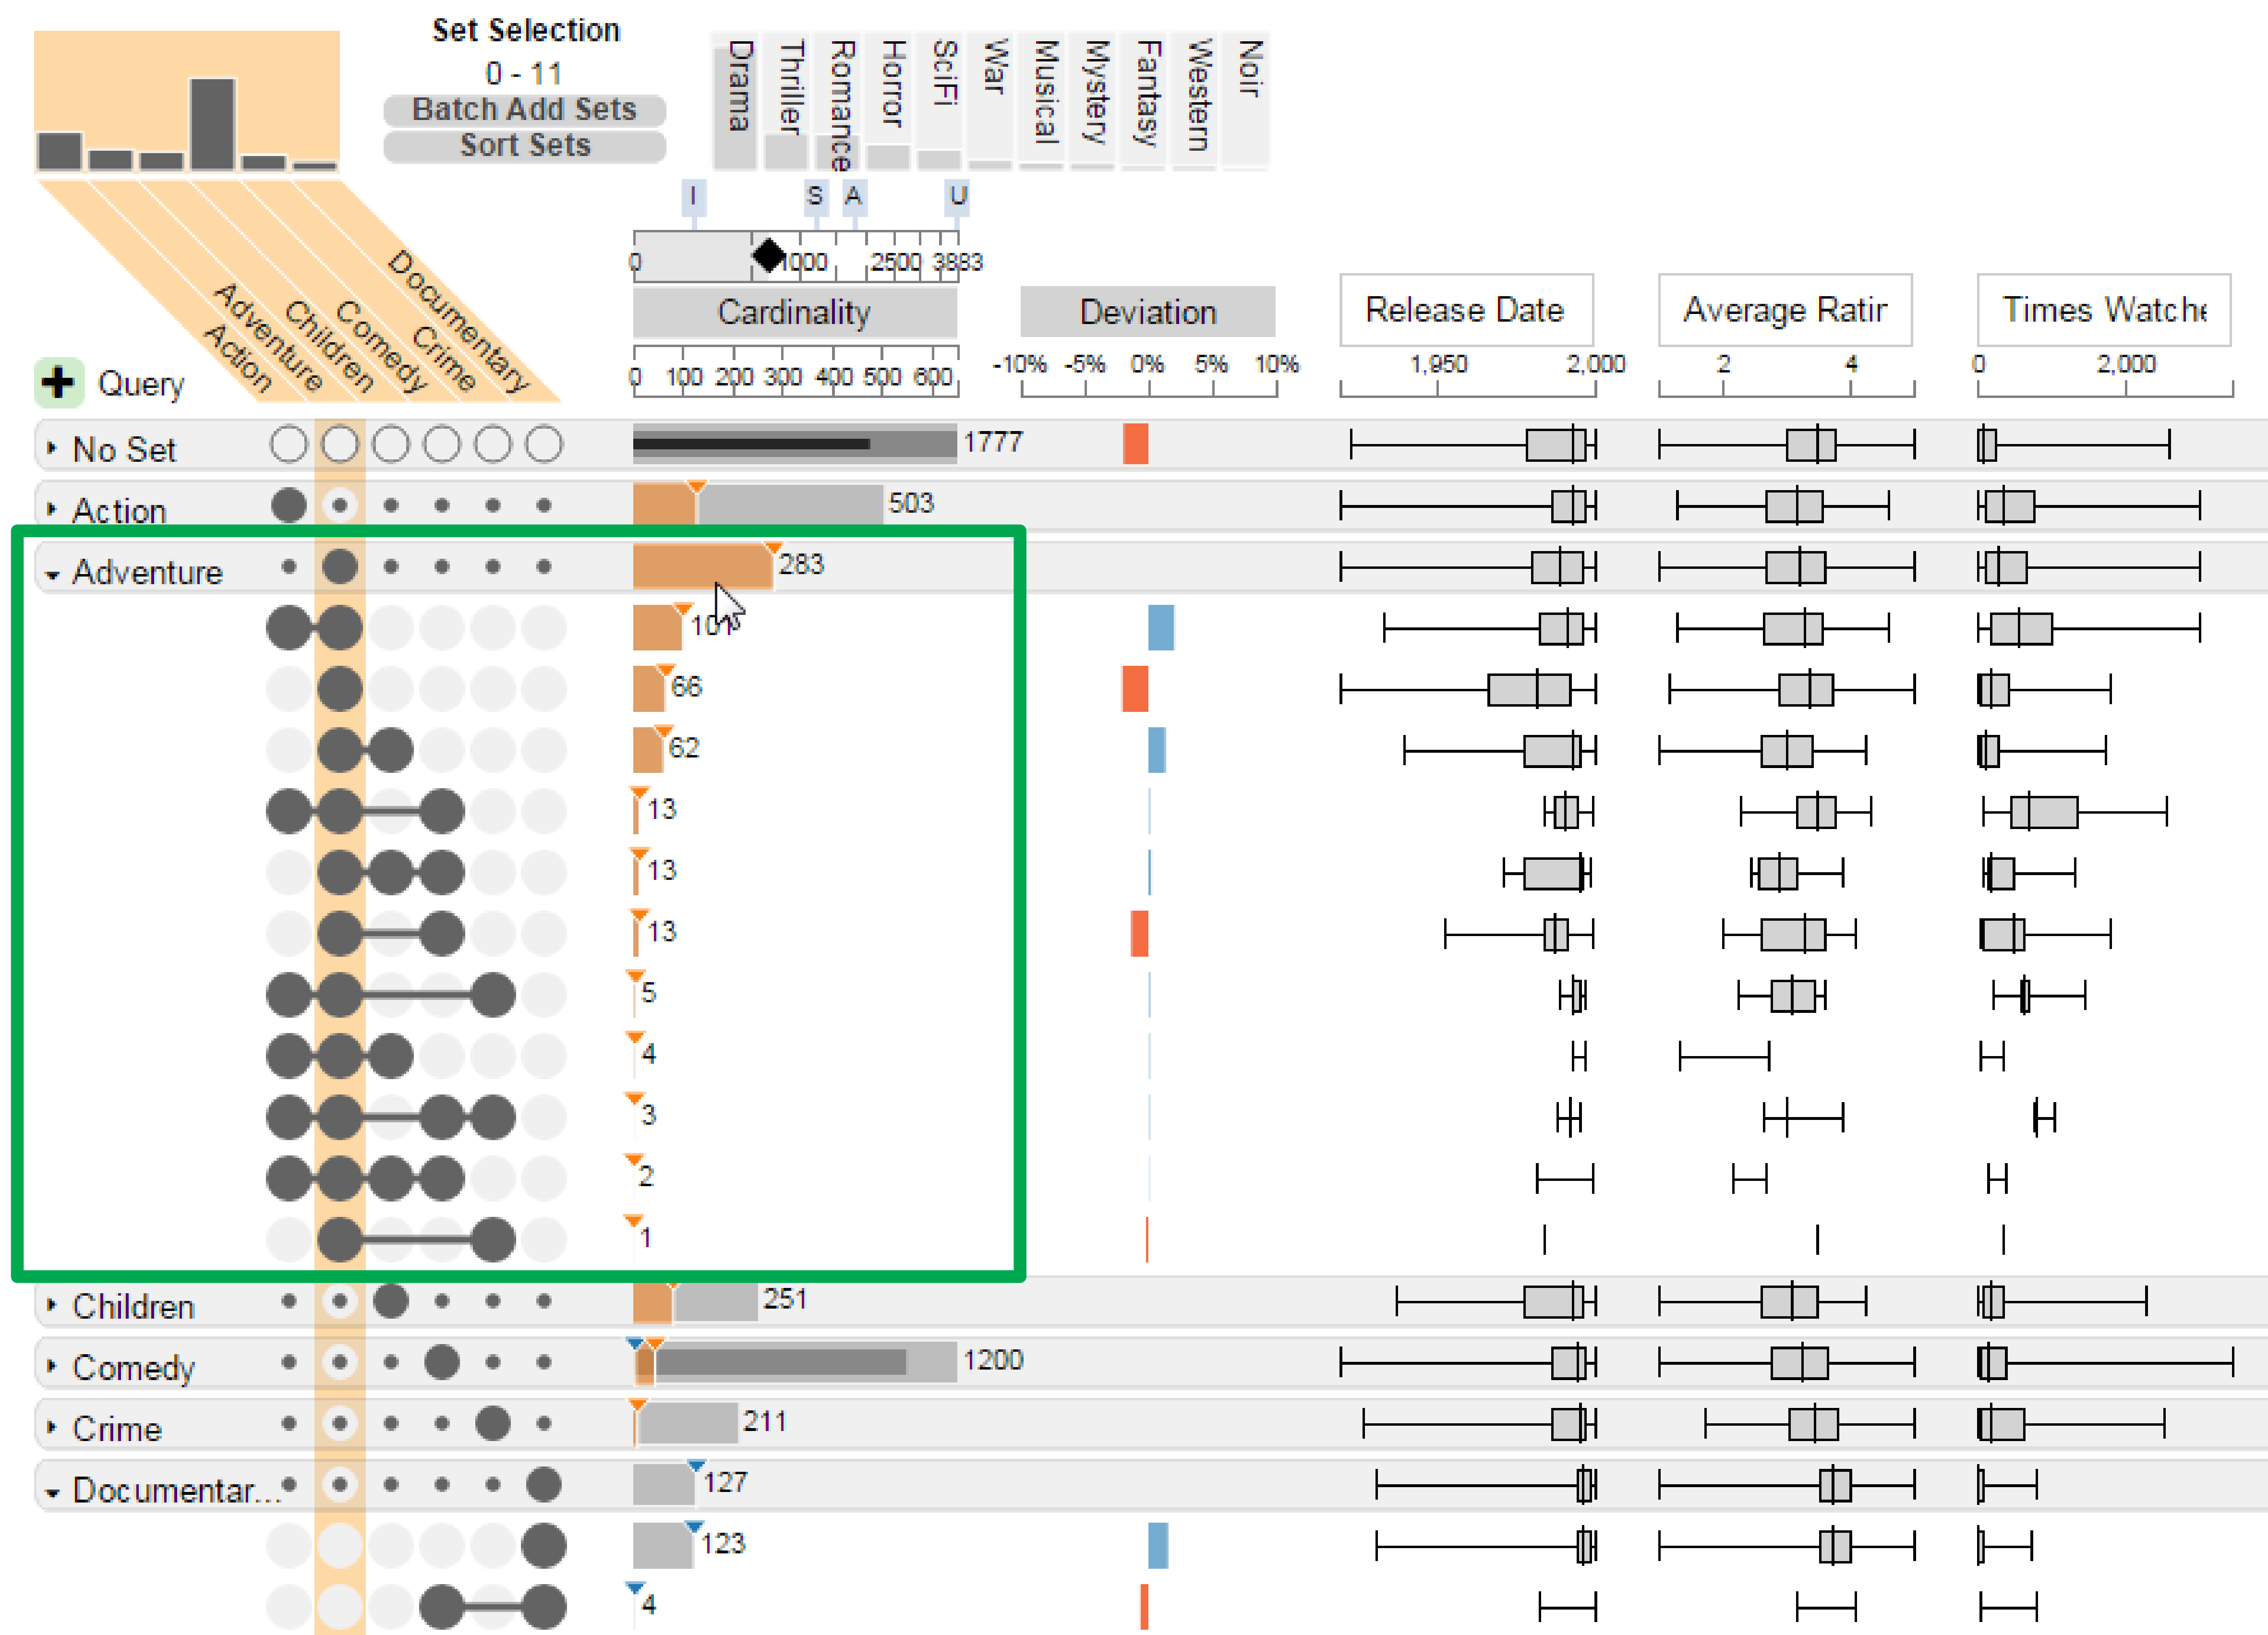 Set Selection
0 - 11
Batch Add Sets
Sort Sets
Drama
Thriller
Romance
Horror
SciFi
War
Musical
Mystery
Fantasy
Western
Noir
I S A U
0 1000 2500 3883
Action
Adventure
Children
Comedy
Crime
Documentary
Query
Cardinality Deviation Release Date Average Ratir Times Watche
0 100 200 300 400 500 600 -10% -5% 0% 5% 10% 1,950 2,000 2 4 0 2,000
No Set 1777
Action 503
Adventure 283
101
66
62
13
13
13
5
4
3
2
1
Children 251
Comedy 1200
Crime 211
Documentar... 127
123
4